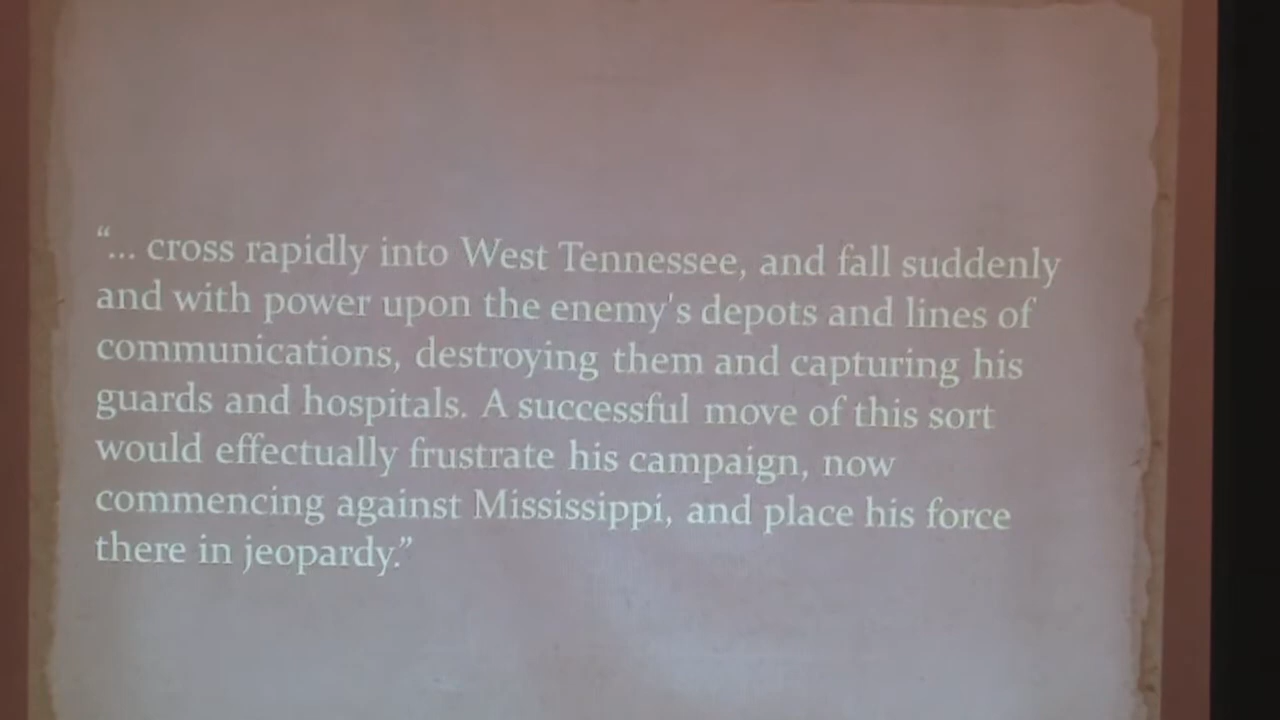 “... cross rapidly into West Tennessee, and fall suddenly
and with power upon the enemy's depots and lines of
communications, destroying them and capturing his
guards and hospitals. A successful move of this sort
would effectually frustrate his campaign, now
commencing against Mississippi, and place his force
there in jeopardy.”